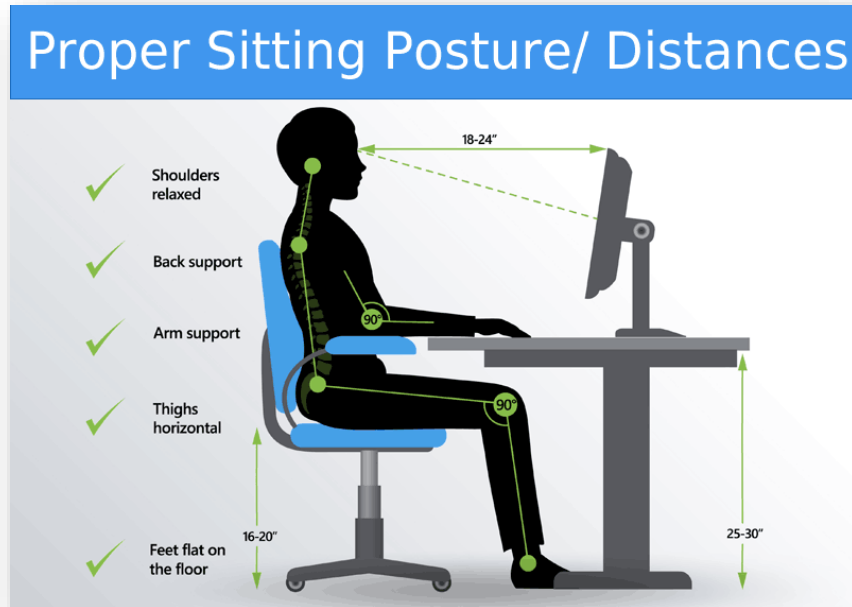 Proper Sitting Posture/ Distances
18-24”
Shoulders
relaxed
Back support
90°
Arm support
Thighs
horizontal
90°
16-20”
25-30”
Feet flat on
the floor